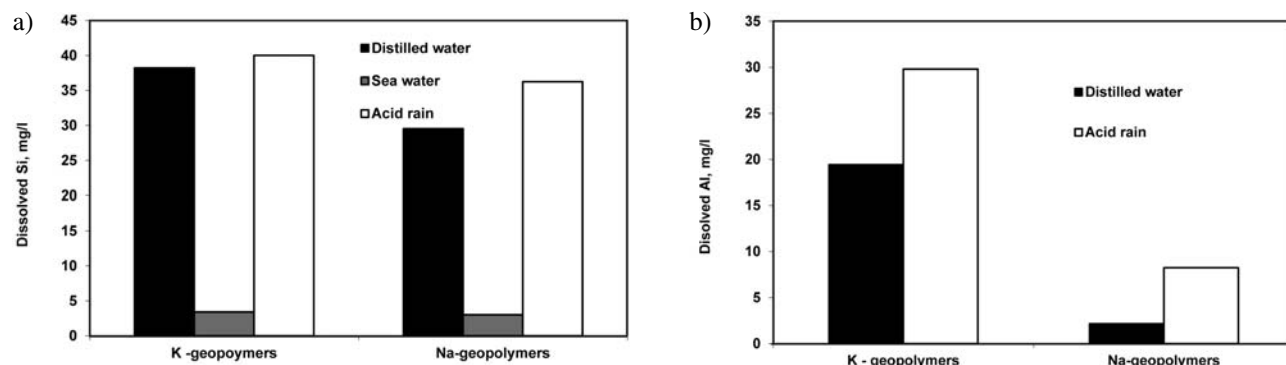 a)
Dissolved Si, mg/l
45
40
35
30
25
20
15
10
5
0
Distilled water
Sea water
Acid rain
K -geopoymers
Na-geopolymers
b)
Disolved Al, mg/l
35
30
25
20
15
10
5
0
Distilled water
Acid rain
K - geopolymers
Na-geopolymers